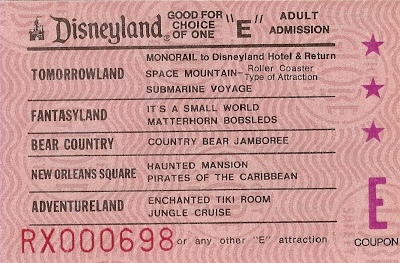 Disneyland® GOOD FOR CHOICE OF ONE "E" ADULT ADMISSION
TOMORROWLAND
MONORAIL to Disneyland Hotel & Return
SPACE MOUNTAIN- Roller Coaster Type of Attraction
SUBMARINE VOYAGE
FANTASYLAND
IT'S A SMALL WORLD
MATTERHORN BOBSLEDS
BEAR COUNTRY
COUNTRY BEAR JAMBOREE
NEW ORLEANS SQUARE
HAUNTED MANSION
PIRATES OF THE CARIBBEAN
ADVENTURELAND
ENCHANTED TIKI ROOM
JUNGLE CRUISE
RX000698 or any other "E" attraction
E
COUPON